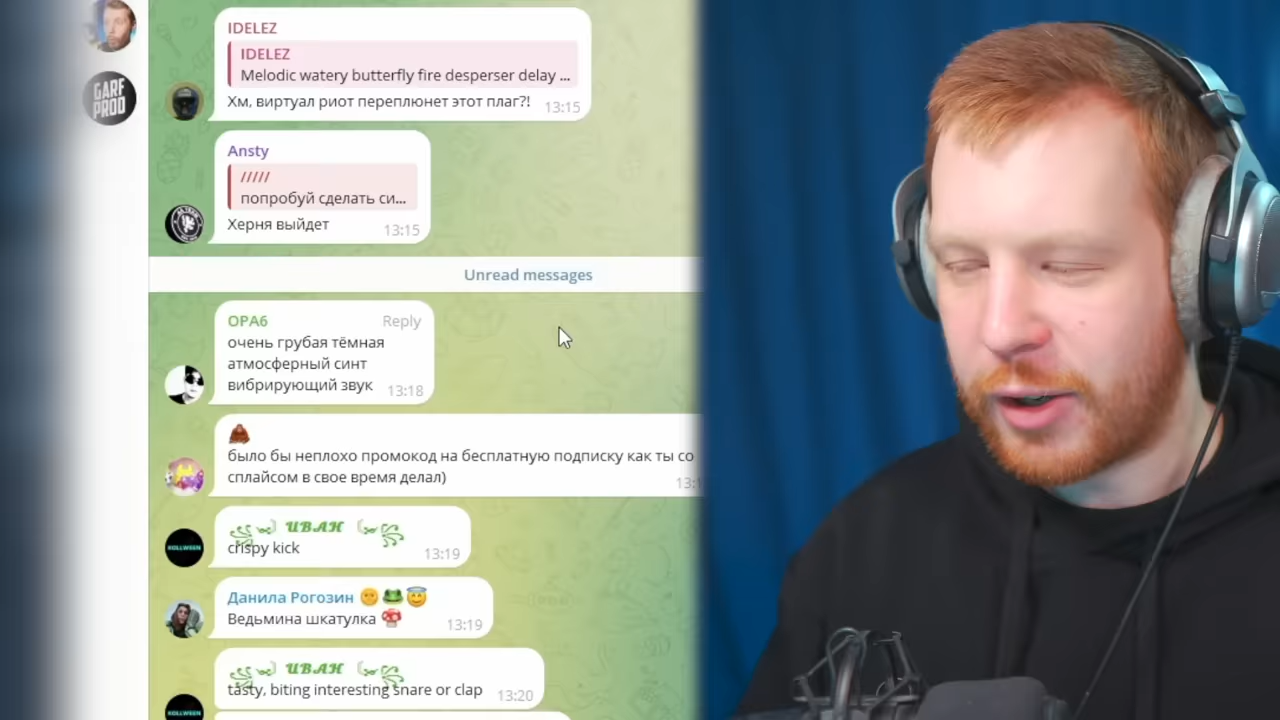 IDELEZ
IDELEZ
Melodic watery butterfly fire desperser delay ...
Хм, виртуал риот переплюнет этот плаг?!
13:15
GARF
PROD
Ansty
/////
попробуй сделать си...
Херня выйдет
13:15
Unread messages
OPA6
Reply
очень грубая тёмная
атмосферный синт
вибрирующий звук
13:18
было бы неплохо промокод на бесплатную подписку как ты со
сплайсом в свое время делал)
ИВАН
crispy kick
13:19
Данила Рогозин
Ведьмина шкатулка
13:19
ИВАН
tasty, biting interesting snare or clap
13:20